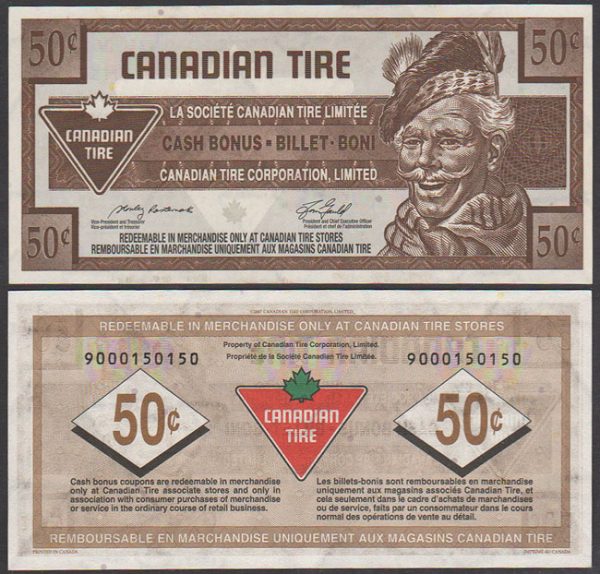 50¢
50¢
CANADIAN TIRE
LA SOCIÉTÉ CANADIAN TIRE LIMITÉE
CASH BONUS ▪ BILLET ▪ BONI
CANADIAN TIRE CORPORATION, LIMITED
CANADIAN
TIRE
Vice-President and Treasurer
Vice-président et trésorier
President and Chief Executive Officer
Président et chef de l'administration
50¢
50¢
REDEEMABLE IN MERCHANDISE ONLY AT CANADIAN TIRE STORES
REMBOURSABLE EN MARCHANDISE UNIQUEMENT AUX MAGASINS CANADIAN TIRE
CANADIAN TIRE CORPORATION, LIMITED.
REDEEMABLE IN MERCHANDISE ONLY AT CANADIAN TIRE STORES
Property of Canadian Tire Corporation, Limited.
Propriété de la Société Canadian Tire Limitée.
9000150150
9000150150
50¢
CANADIAN
TIRE
50¢
Cash bonus coupons are redeemable in merchandise
only at Canadian Tire associate stores and only in
association with consumer purchases of merchandise
or service in the ordinary course of retail business.
Les billets-bonis sont remboursables en marchandise
uniquement aux magasins associés Canadian Tire, et
cela seulement dans le cadre d'achats de marchandises
ou de service, faits par un consommateur dans le cours
normal des opérations de vente au détail.
REMBOURSABLE EN MARCHANDISE UNIQUEMENT AUX MAGASINS CANADIAN TIRE
PRINTED IN CANADA
IMPRIMÉ AU CANADA